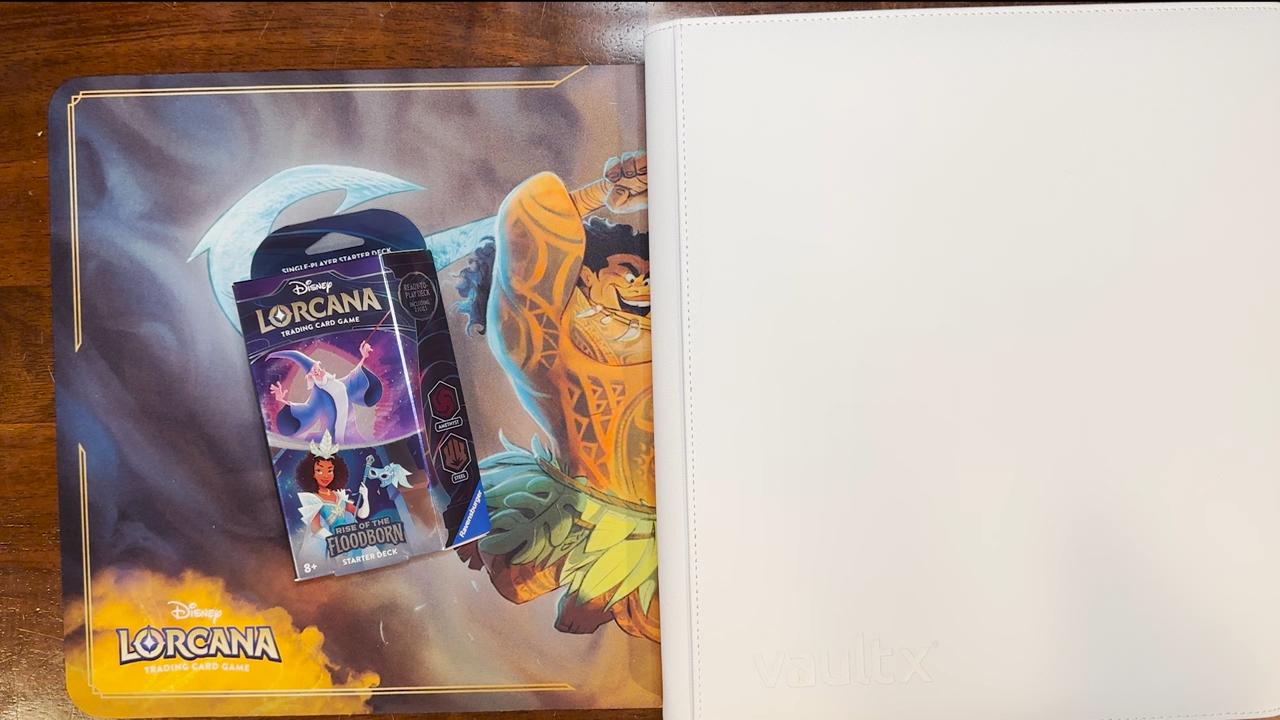 SINGLE-PLAYER STARTER DECK
Disney
LORCANA
TRADING CARD GAME
READY-TO-
PLAY DECK
INCLUDING
AMETHYST
STEEL
RISE OF THE
FLOODBORN
STARTER DECK
8+
Ravensburger
Disney
LORCANA
TRADING CARD GAME
vaultx